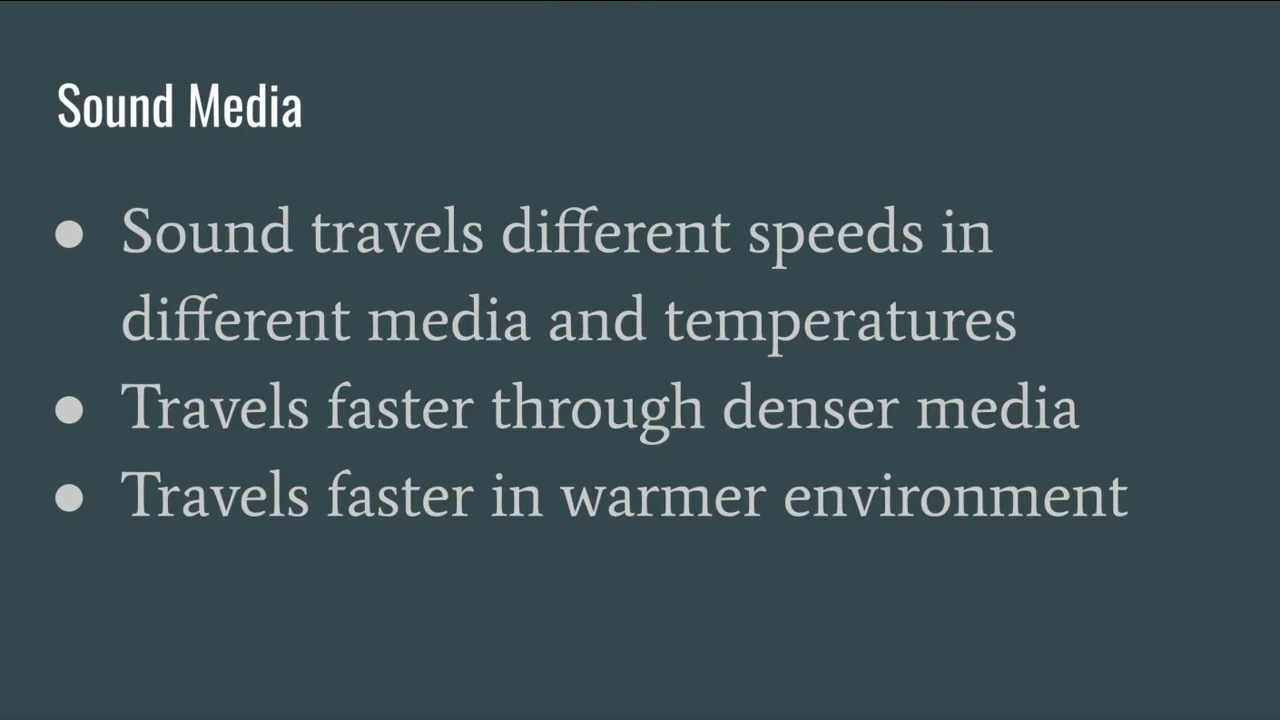 Sound Media
● Sound travels different speeds in
different media and temperatures
● Travels faster through denser media
● Travels faster in warmer environment